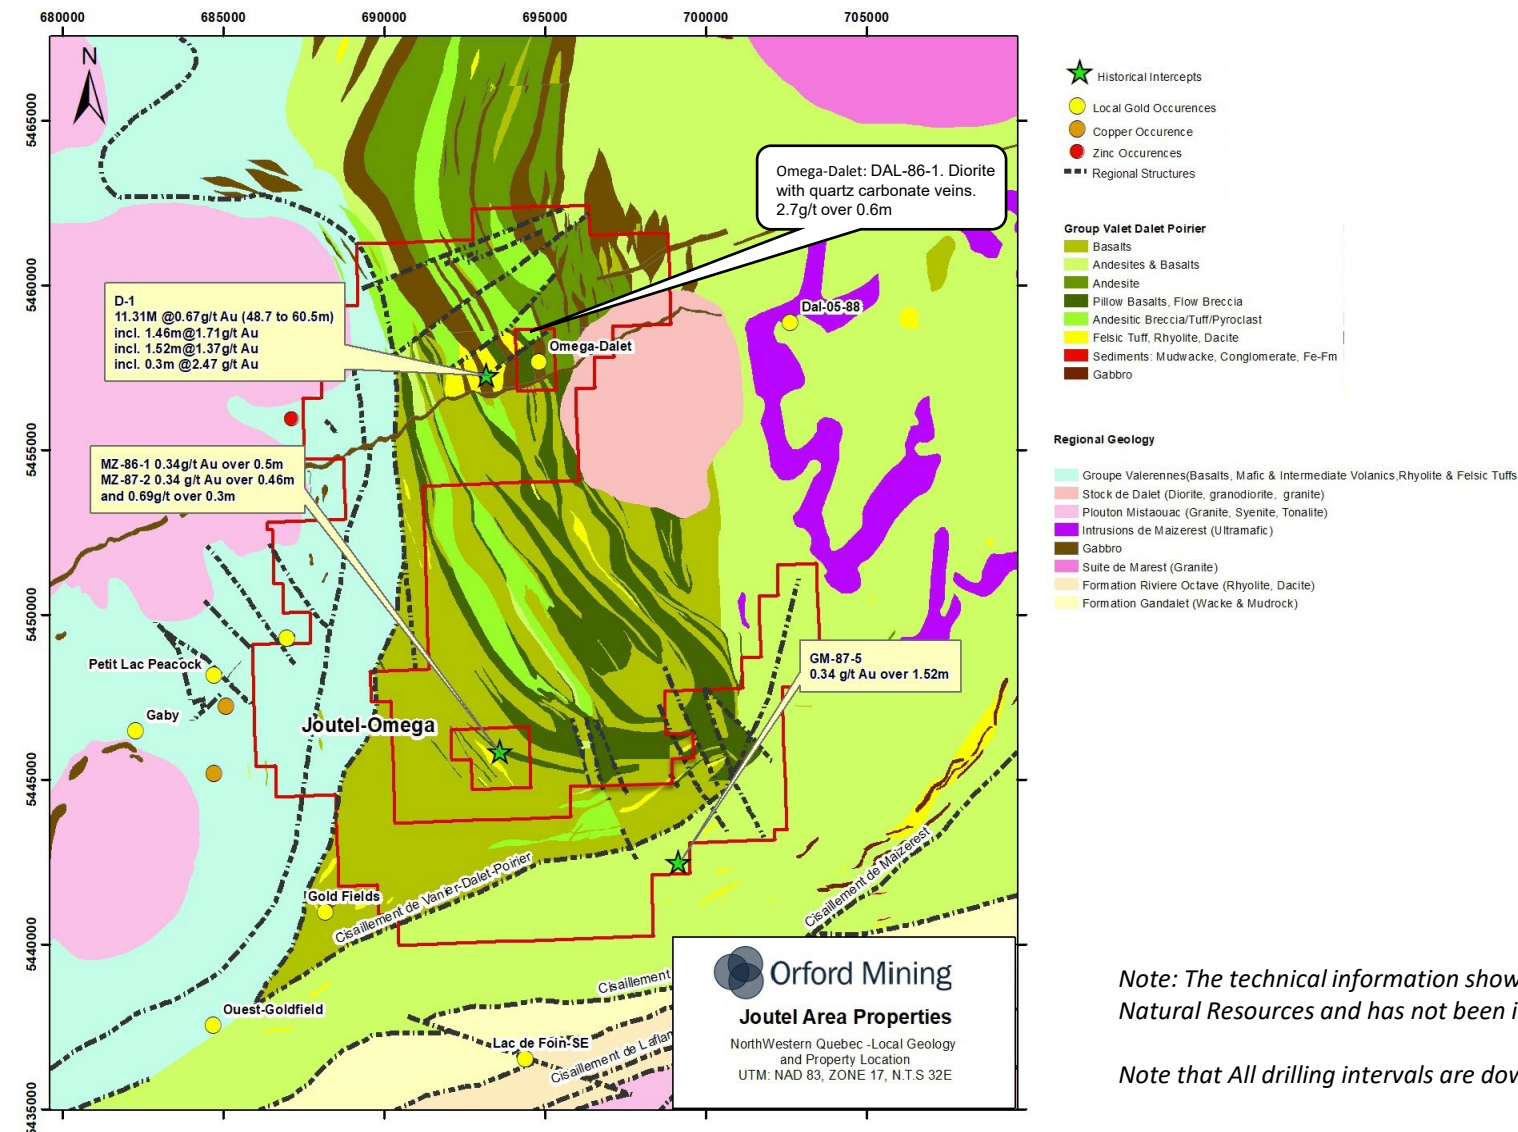 680000
685000
690000
695000
700000
705000
N
5465000
5460000
5455000
5450000
5445000
5440000
5435000
Omega-Dalet: DAL-86-1. Diorite
with quartz carbonate veins.
2.7g/t over 0.6m
D-1
11.31M @0.67g/t Au (48.7 to 60.5m)
incl. 1.46m@1.71g/t Au
incl. 1.52m@1.37g/t Au
incl. 0.3m @2.47 g/t Au
Dal-05-88
Omega-Dalet
MZ-86-1 0.34g/t Au over 0.5m
MZ-87-2 0.34 g/t Au over 0.46m
and 0.69g/t over 0.3m
GM-87-5
0.34 g/t Au over 1.52m
Petit Lac Peacock
Gaby
Joutel-Omega
Gold Fields
Cisaillement de Vanier-Dalet-Poirier
Cisaillement de Maizerest
Cisaillement
Ouest-Goldfield
Lac de Foin-SE
Cisaillement de Laflam
Orford Mining
Joutel Area Properties
NorthWestern Quebec -Local Geology
and Property Location
UTM: NAD 83, ZONE 17, N.T.S 32E
Historical Intercepts
Local Gold Occurences
Copper Occurence
Zinc Occurences
Regional Structures
Group Valet Dalet Poirier
Basalts
Andesites & Basalts
Andesite
Pillow Basalts, Flow Breccia
Andesitic Breccia/Tuff/Pyroclast
Felsic Tuff, Rhyolite, Dacite
Sediments: Mudwacke, Conglomerate, Fe-Fm
Gabbro
Regional Geology
Groupe Valerennes(Basalts, Mafic & Intermediate Volanics,Rhyolite & Felsic Tuffs
Stock de Dalet (Diorite, granodiorite, granite)
Plouton Mistaouac (Granite, Syenite, Tonalite)
Intrusions de Maizerest (Ultramafic)
Gabbro
Suite de Marest (Granite)
Formation Riviere Octave (Rhyolite, Dacite)
Formation Gandalet (Wacke & Mudrock)
Note: The technical information show
Natural Resources and has not been i
Note that All drilling intervals are dow